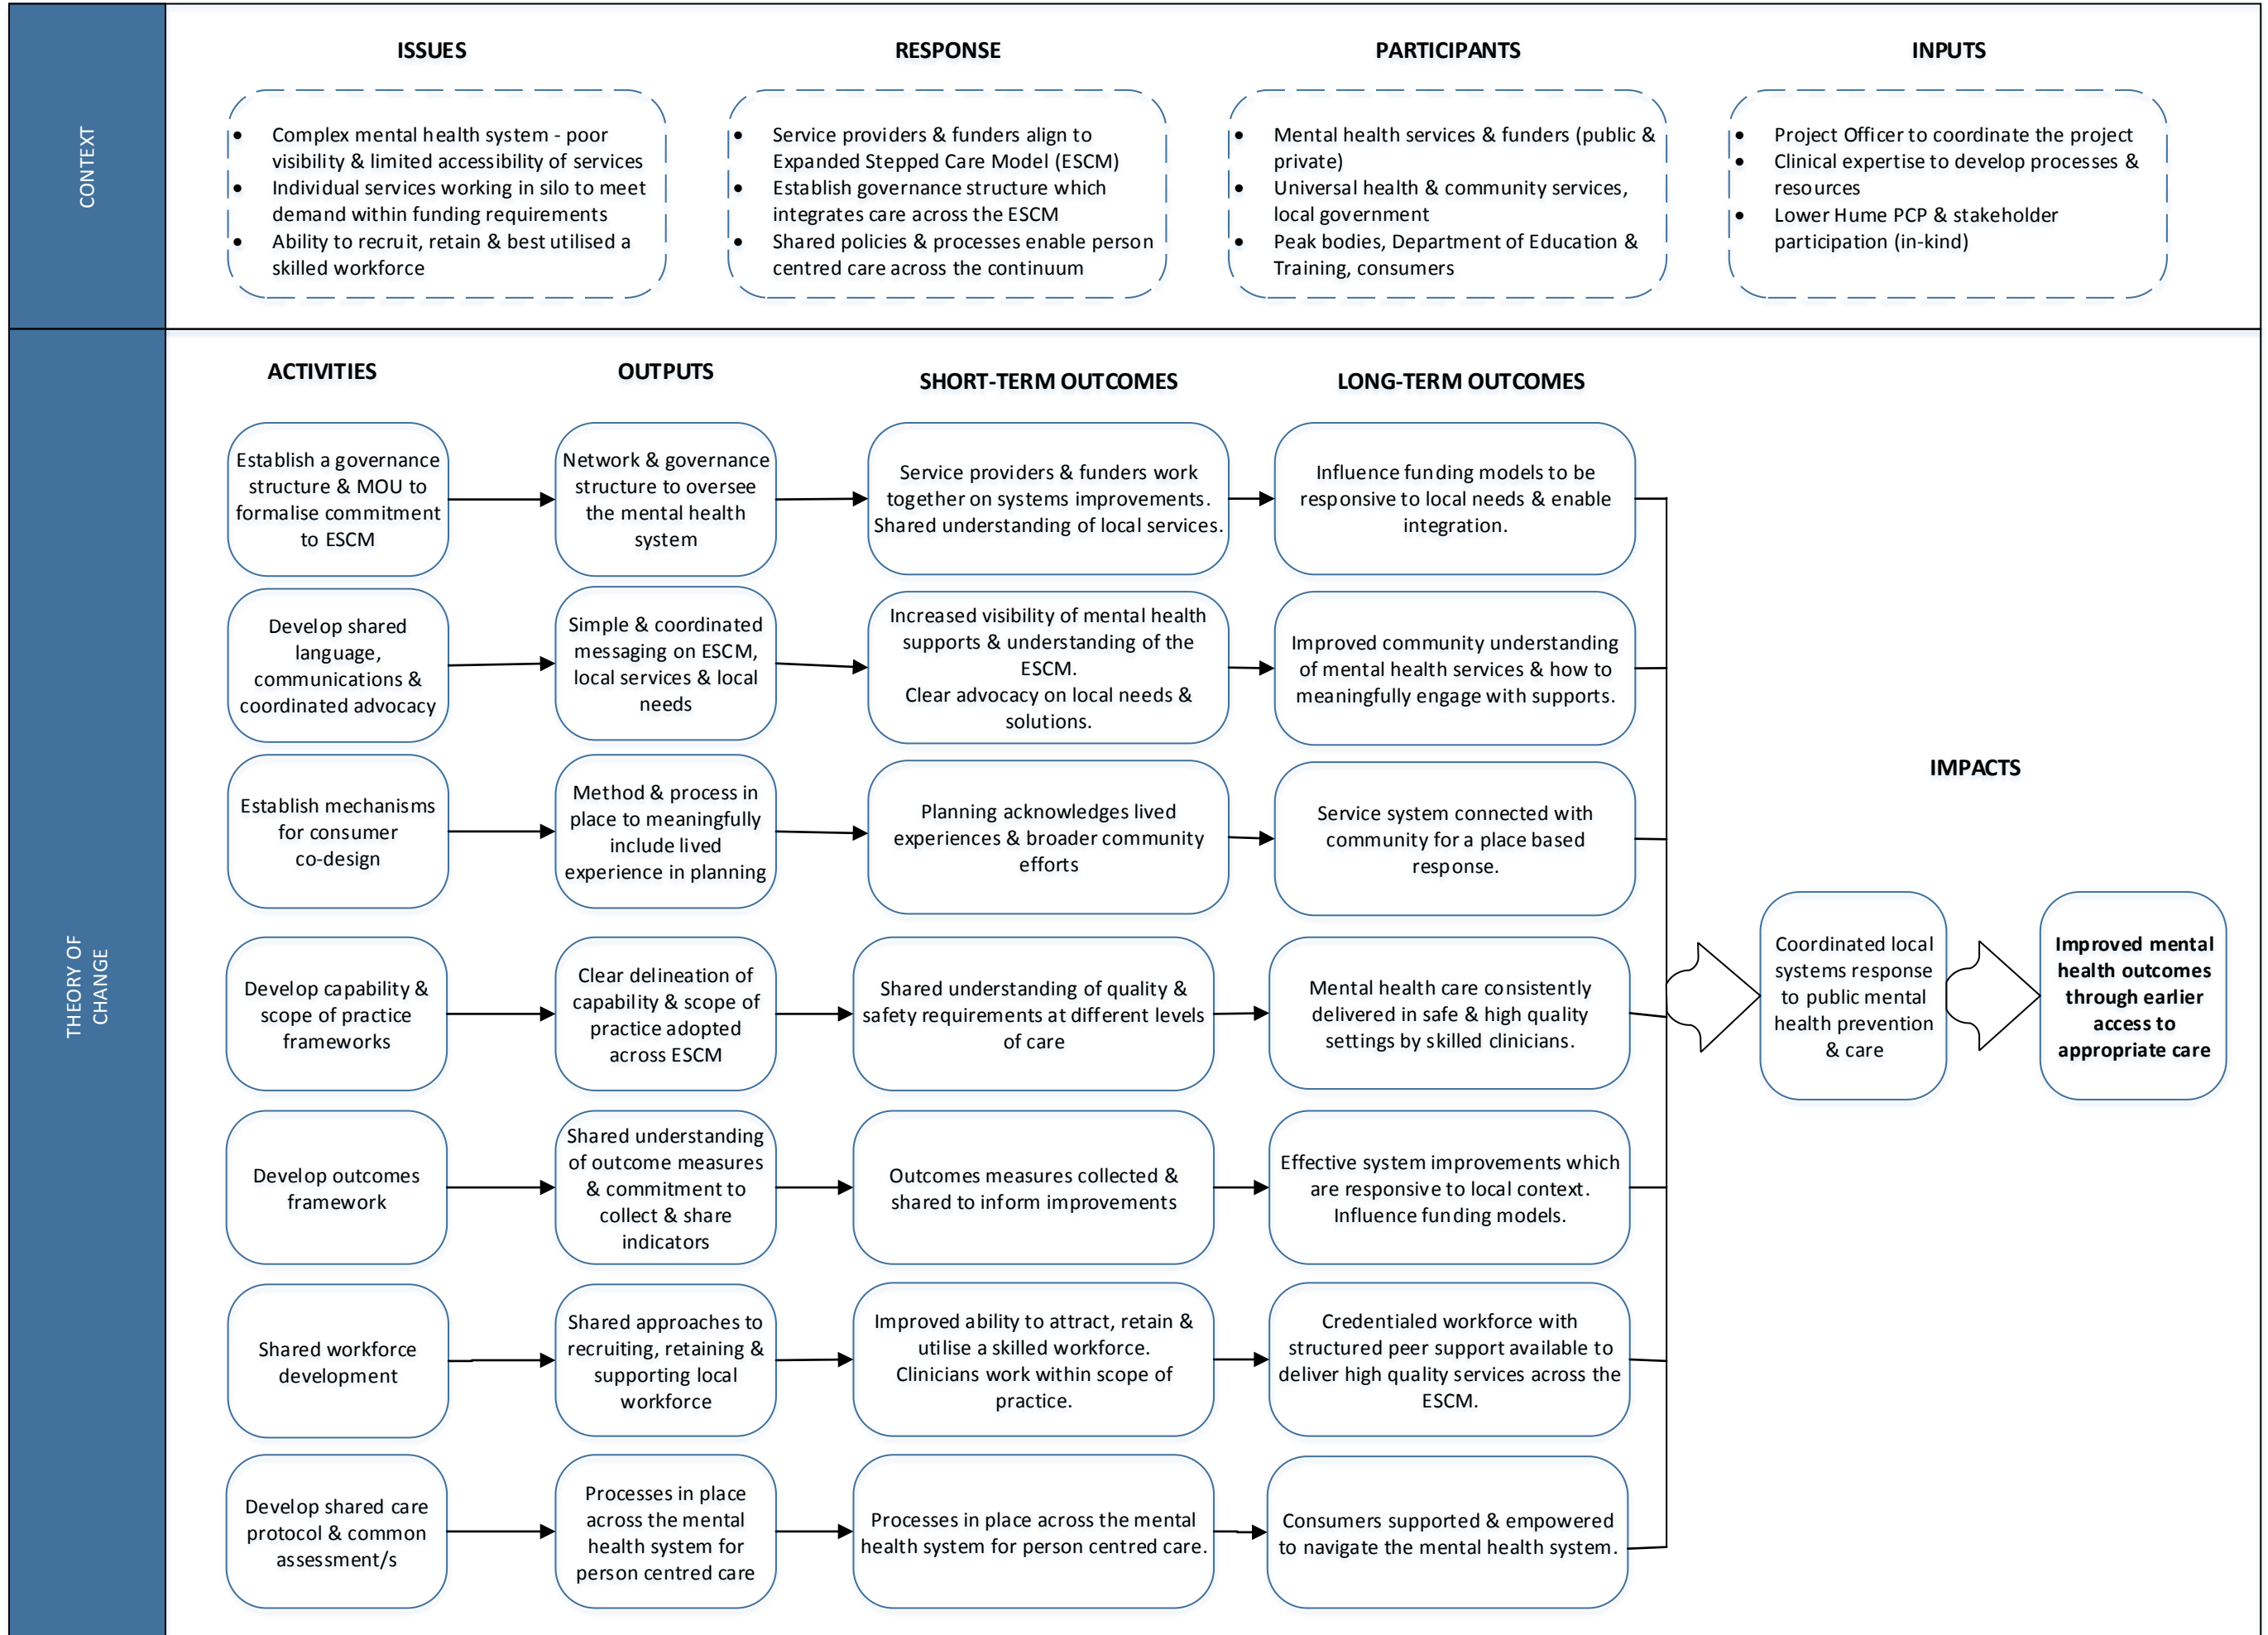 CONTEXT
ISSUES
• Complex mental health system - poor
visibility & limited accessibility of services
• Individual services working in silo to meet
demand within funding requirements
• Ability to recruit, retain & best utilised a
skilled workforce
RESPONSE
• Service providers & funders align to
Expanded Stepped Care Model (ESCM)
• Establish governance structure which
integrates care across the ESCM
• Shared policies & processes enable person
centred care across the continuum
PARTICIPANTS
• Mental health services & funders (public &
private)
• Universal health & community services,
local government
• Peak bodies, Department of Education &
Training, consumers
INPUTS
• Project Officer to coordinate the project
• Clinical expertise to develop processes &
resources
• Lower Hume PCP & stakeholder
participation (in-kind)
THEORY OF
CHANGE
ACTIVITIES
OUTPUTS
SHORT-TERM OUTCOMES
LONG-TERM OUTCOMES
Establish a governance
structure & MOU to
formalise commitment
to ESCM
Network & governance
structure to oversee
the mental health
system
Service providers & funders work
together on systems improvements.
Shared understanding of local services.
Influence funding models to be
responsive to local needs & enable
integration.
Develop shared
language,
communications &
coordinated advocacy
Simple & coordinated
messaging on ESCM,
local services & local
needs
Increased visibility of mental health
supports & understanding of the
ESCM.
Clear advocacy on local needs &
solutions.
Improved community understanding
of mental health services & how to
meaningfully engage with supports.
Establish mechanisms
for consumer
co-design
Method & process in
place to meaningfully
include lived
experience in planning
Planning acknowledges lived
experiences & broader community
efforts
Service system connected with
community for a place based
response.
Develop capability &
scope of practice
frameworks
Clear delineation of
capability & scope of
practice adopted
across ESCM
Shared understanding of quality &
safety requirements at different levels
of care
Mental health care consistently
delivered in safe & high quality
settings by skilled clinicians.
Develop outcomes
framework
Shared understanding
of outcome measures
& commitment to
collect & share
indicators
Outcomes measures collected &
shared to inform improvements
Effective system improvements which
are responsive to local context.
Influence funding models.
Shared workforce
development
Shared approaches to
recruiting, retaining &
supporting local
workforce
Improved ability to attract, retain &
utilise a skilled workforce.
Clinicians work within scope of
practice.
Credentialed workforce with
structured peer support available to
deliver high quality services across the
ESCM.
Develop shared care
protocol & common
assessment/s
Processes in place
across the mental
health system for
person centred care
Processes in place across the mental
health system for person centred care.
Consumers supported & empowered
to navigate the mental health system.
IMPACTS
Coordinated local
systems response
to public mental
health prevention
& care
Improved mental
health outcomes
through earlier
access to
appropriate care